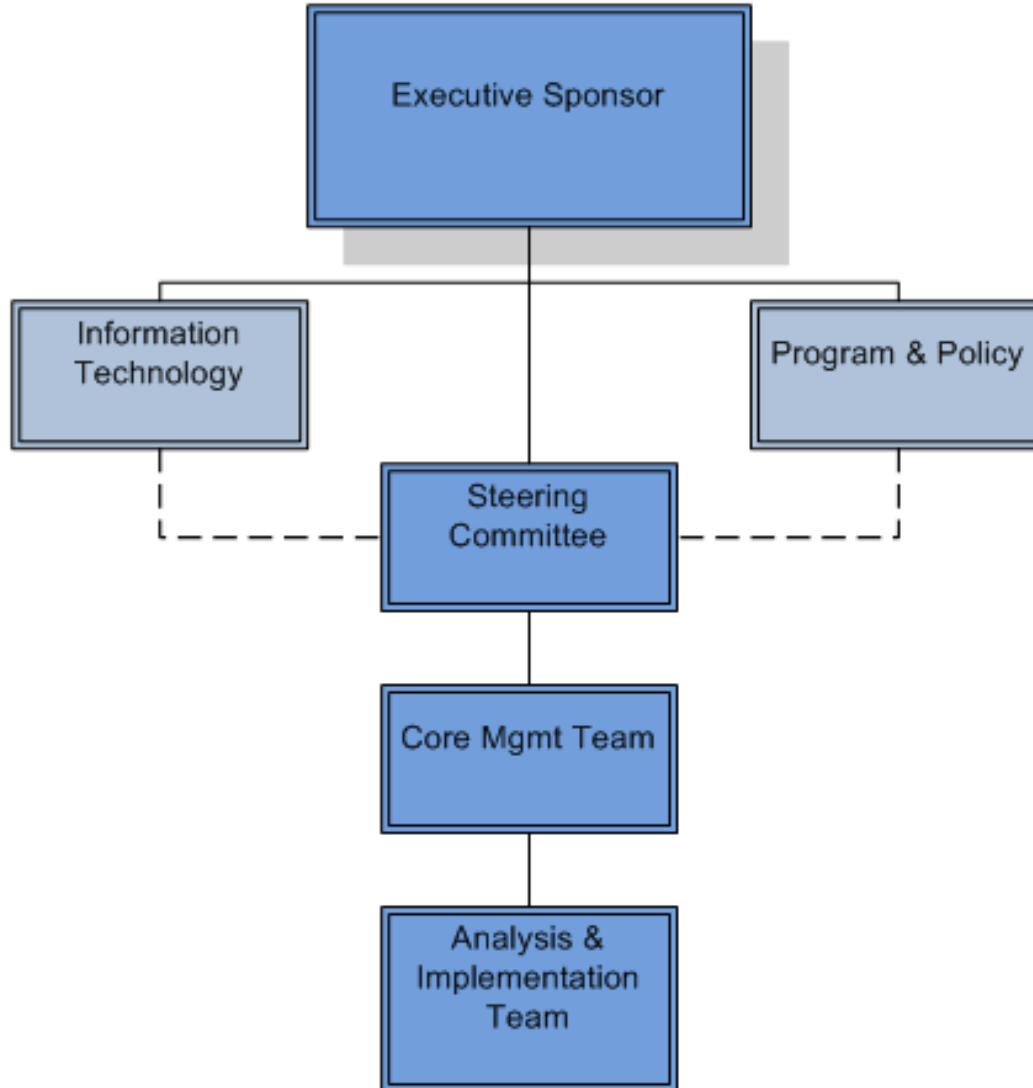 Executive Sponsor
Information
Technology
Program & Policy
Steering
Committee
Core Mgmt Team
Analysis &
Implementation
Team